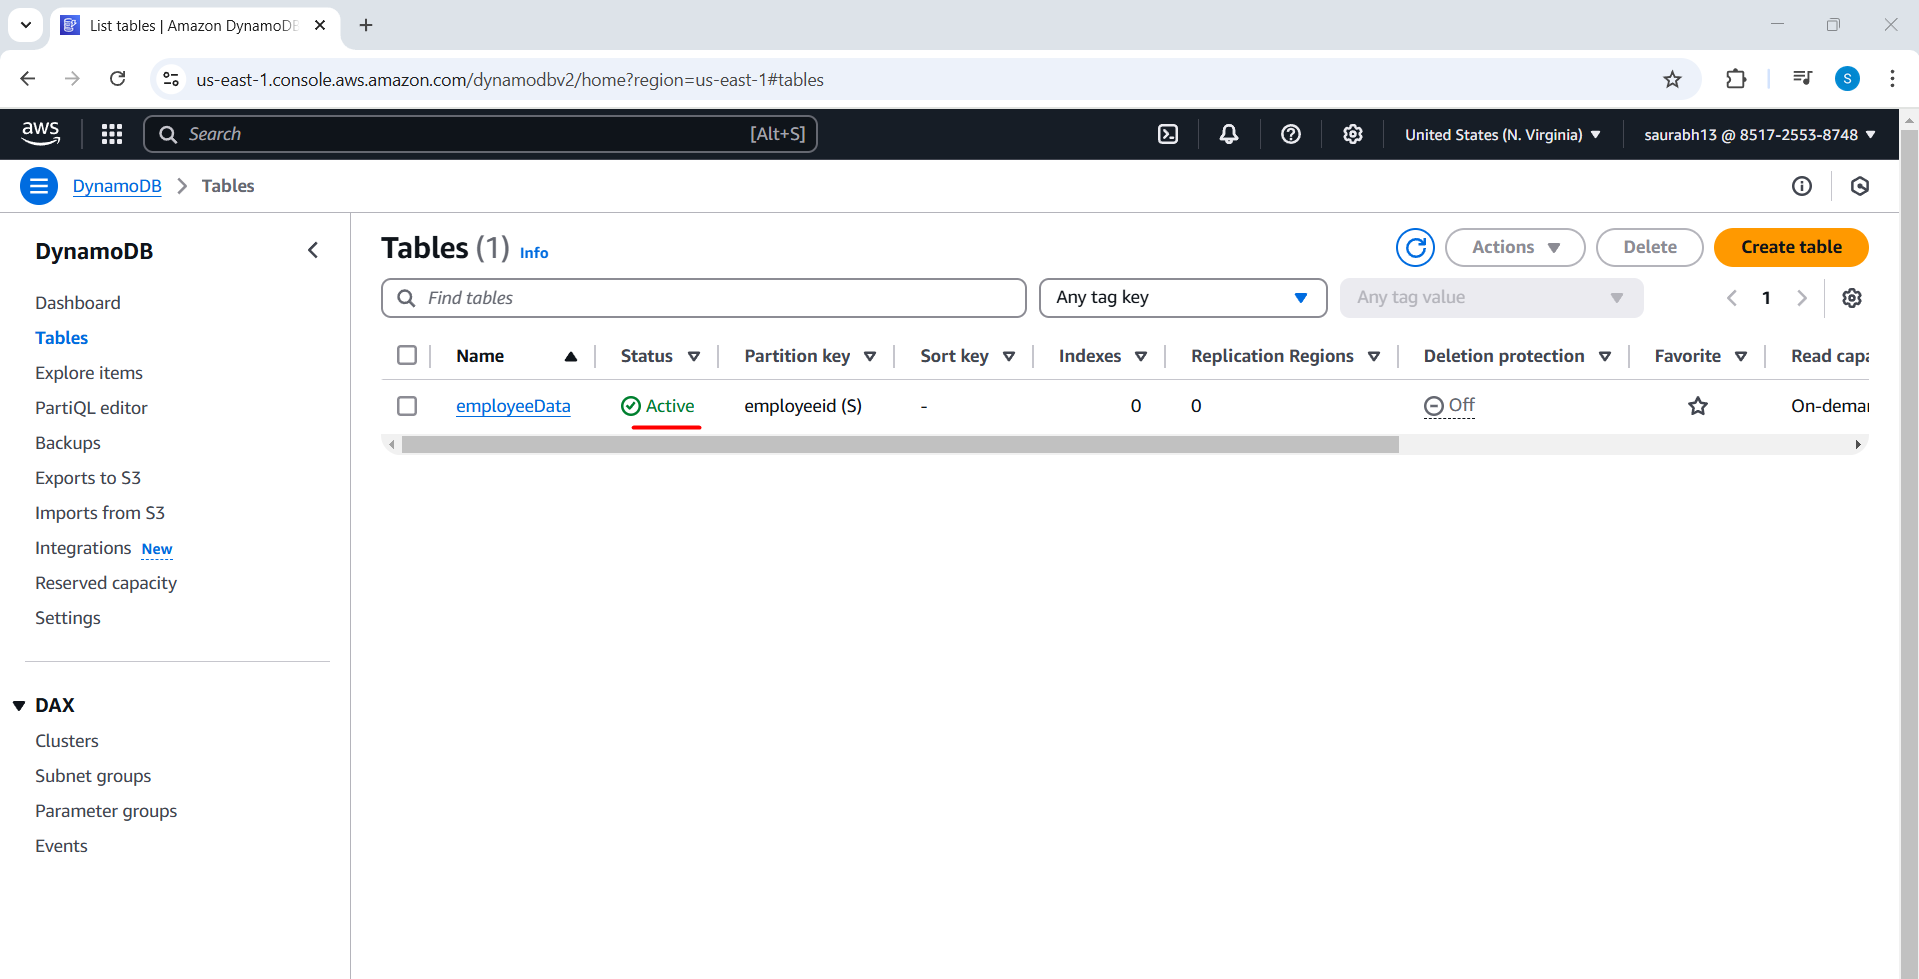 List tables | Amazon DynamoDB
us-east-1.console.aws.amazon.com/dynamodbv2/home?region=us-east-1#tables
S
aws
Search
[Alt+S]
United States (N. Virginia)
saurabh13 @ 8517-2553-8748
DynamoDB
Tables
DynamoDB
Dashboard
Tables
Explore items
PartiQL editor
Backups
Exports to S3
Imports from S3
Integrations New
Reserved capacity
Settings
DAX
Clusters
Subnet groups
Parameter groups
Events
Tables (1) Info
Actions
Delete
Create table
Find tables
Any tag key
Any tag value
1
Name Status Partition key Sort key Indexes Replication Regions Deletion protection Favorite Read capa
employeeData Active employeeid (S) - 0 0 Off On-demai